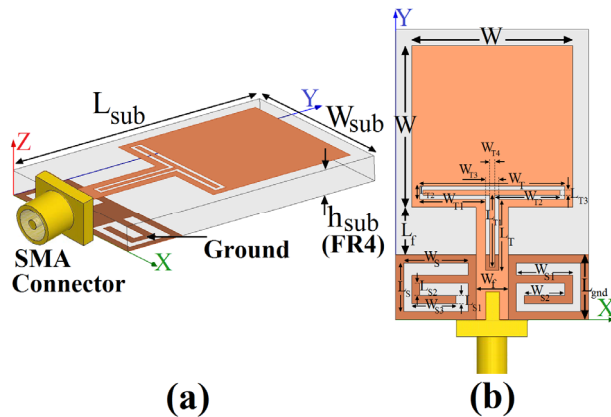 Z
L_sub
Y
W_sub
h_sub
(FR4)
Ground
SMA
Connector
X
(a)
Y
W
W
W_T4
W_T3
W_T
L_T2
W_T1
W_T2
L_T3
L_T1
L_T
L_f
W_S
W_f
W_S1
L_S
L_S2
W_S2
L_gnd
W_S3
L_S1
X
(b)